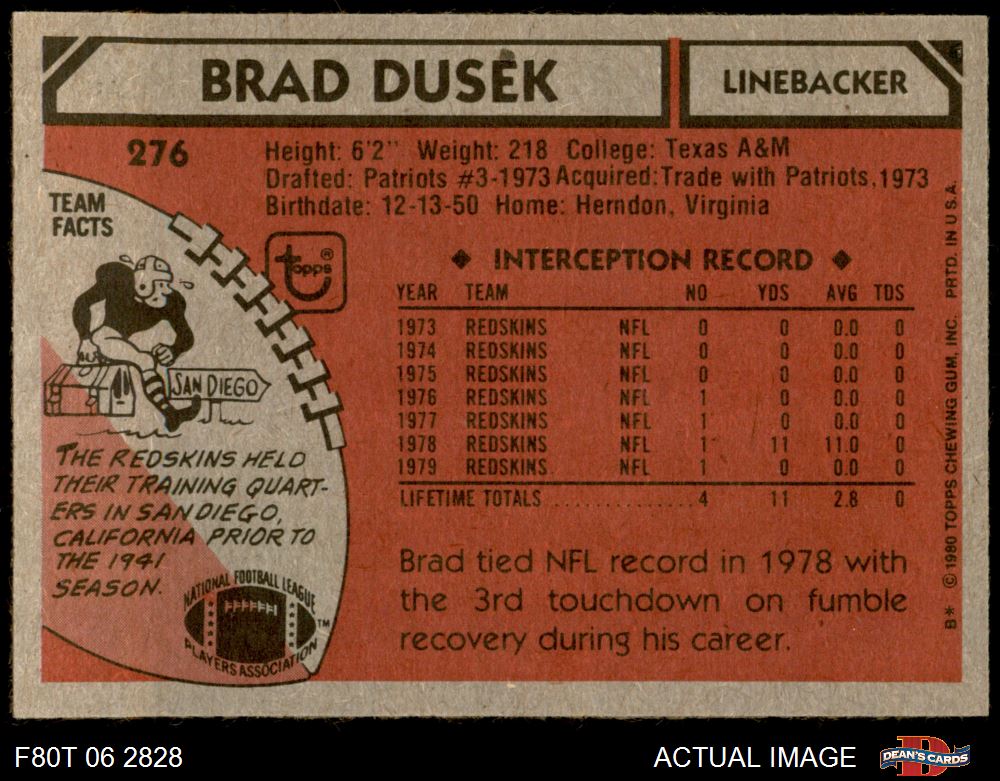 BRAD DUSEK
LINEBACKER
276
Height: 6'2" Weight: 218 College: Texas A&M
Drafted: Patriots #3-1973 Acquired: Trade with Patriots, 1973
Birthdate: 12-13-50 Home: Herndon, Virginia
TEAM
FACTS
topps®
SAN DIEGO
THE REDSKINS HELD
THEIR TRAINING QUART-
ERS IN SAN DIEGO,
CALIFORNIA PRIOR TO
THE 1941
SEASON.
NATIONAL FOOTBALL LEAGUE
PLAYERS ASSOCIATION
TM
◆ INTERCEPTION RECORD ◆
YEAR TEAM NO YDS AVG TDS
1973 REDSKINS NFL 0 0 0.0 0
1974 REDSKINS NFL 0 0 0.0 0
1975 REDSKINS NFL 0 0 0.0 0
1976 REDSKINS NFL 1 0 0.0 0
1977 REDSKINS NFL 1 0 0.0 0
1978 REDSKINS NFL 1 11 11.0 0
1979 REDSKINS NFL 1 0 0.0 0
LIFETIME TOTALS .............. 4 11 2.8 0
Brad tied NFL record in 1978 with
the 3rd touchdown on fumble
recovery during his career.
B* © 1980 TOPPS CHEWING GUM, INC. PRTD. IN U.S.A.
F80T 06 2828
ACTUAL IMAGE
DEAN'S CARDS